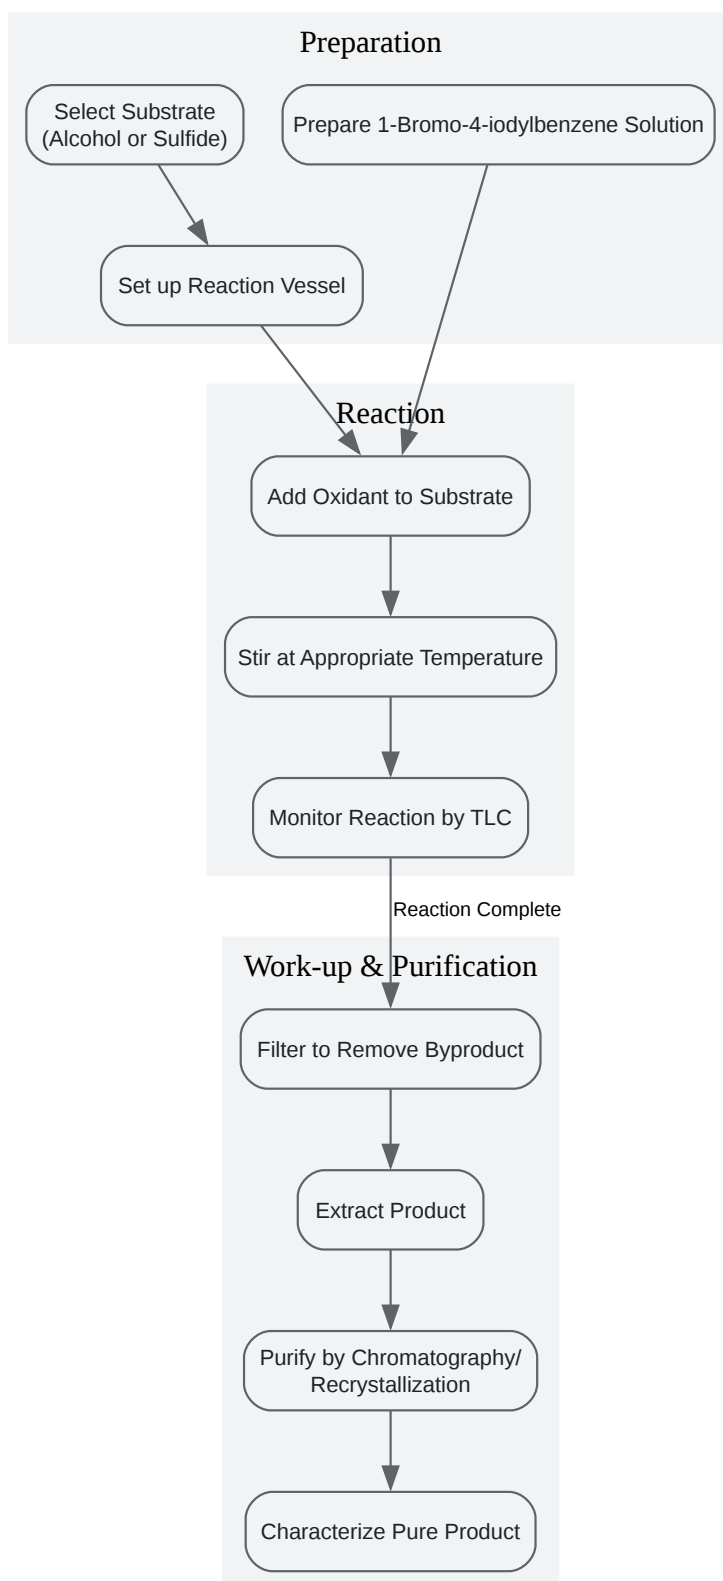 Preparation
Select Substrate
(Alcohol or Sulfide)
Prepare 1-Bromo-4-iodylbenzene Solution
Set up Reaction Vessel
Reaction
Add Oxidant to Substrate
Stir at Appropriate Temperature
Monitor Reaction by TLC
Reaction Complete
Work-up & Purification
Filter to Remove Byproduct
Extract Product
Purify by Chromatography/
Recrystallization
Characterize Pure Product